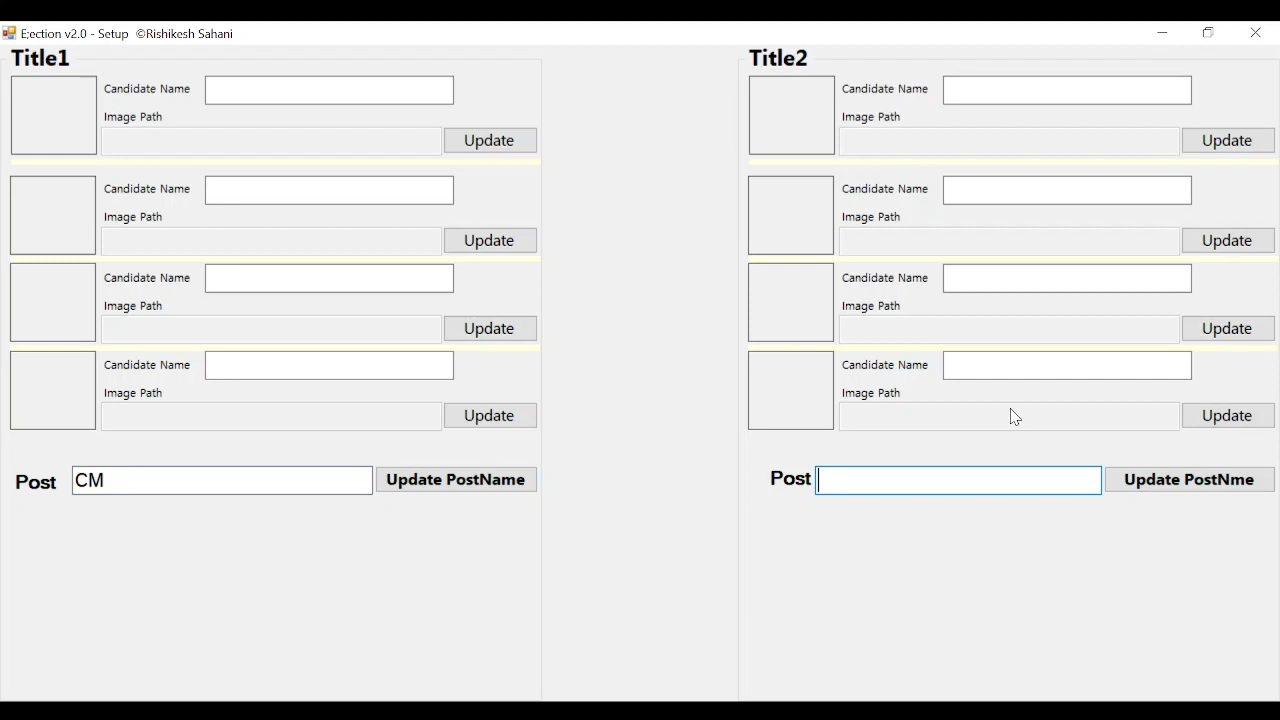 E;ection v2.0 - Setup ©Rishikesh Sahani
Title1
Candidate Name
Image Path
Update
Candidate Name
Image Path
Update
Candidate Name
Image Path
Update
Candidate Name
Image Path
Update
Post CM Update PostName
Title2
Candidate Name
Image Path
Update
Candidate Name
Image Path
Update
Candidate Name
Image Path
Update
Candidate Name
Image Path
Update
Post Update PostNme